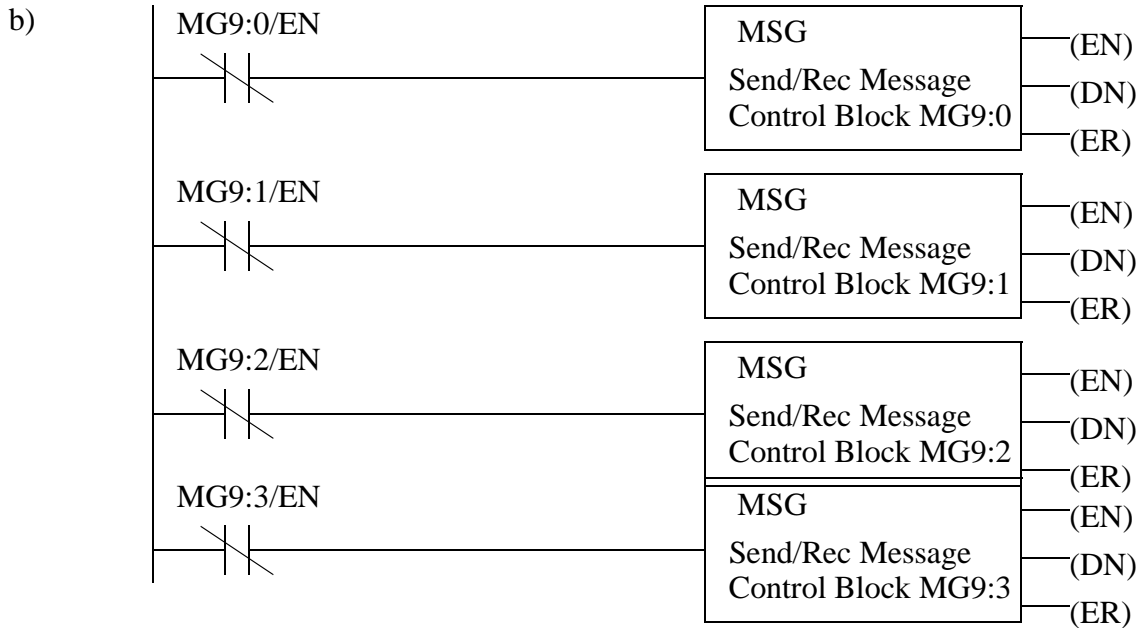 b)
MG9:0/EN
MSG
Send/Rec Message
Control Block MG9:0
(EN)
(DN)
(ER)
MG9:1/EN
MSG
Send/Rec Message
Control Block MG9:1
(EN)
(DN)
(ER)
MG9:2/EN
MSG
Send/Rec Message
Control Block MG9:2
(EN)
(DN)
(ER)
MG9:3/EN
MSG
Send/Rec Message
Control Block MG9:3
(EN)
(DN)
(ER)